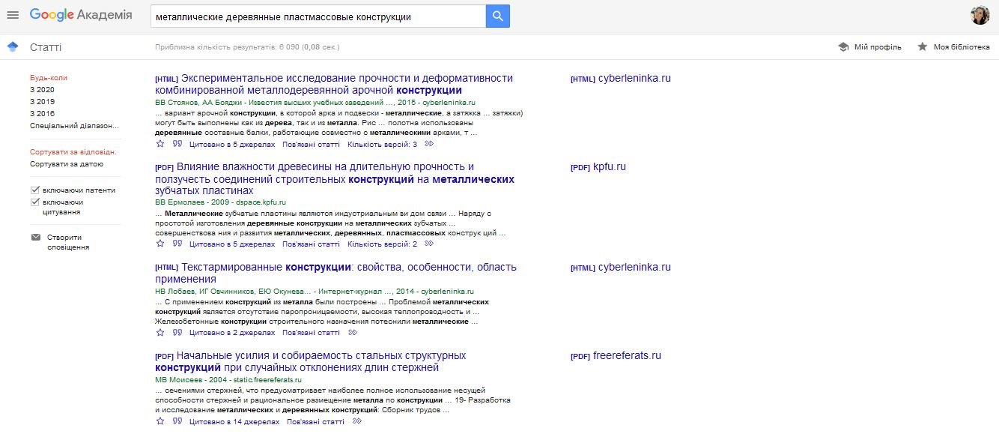 Google Академія
металлические деревянные пластмассовые конструкции
Статті
Приблизна кількість результатів: 6 090 (0,08 сек.)
Мій профіль
Моя бібліотека
Будь-коли
З 2020
З 2019
З 2016
Спеціальний діапазон...
Сортувати за відповідн.
Сортувати за датою
включаючи патенти
включаючи
цитування
Створити
сповіщення
[HTML] Экспериментальное исследование прочности и деформативности
комбинированной металлодеревянной арочной конструкции
ВВ Стоянов, АА Бояджи - Известия высших учебных заведений ..., 2015 - cyberleninka.ru
... вариант арочной конструкции, в которой арка и подвески - металлические, а затяжка ... затяжки)
могут быть выполнены как из дерева, так и из металла. Рис ... полотна использованы
деревянные составные балки, работающие совместно с металлическими арками, т ...
Цитовано в 5 джерелах Пов'язані статті Кількість версій: 3
[HTML] cyberleninka.ru
[PDF] Влияние влажности древесины на длительную прочность и
ползучесть соединений строительных конструкций на металлических
зубчатых пластинах
ВВ Ермолаев - 2009 - dspace.kpfu.ru
... Металлические зубчатые пластины являются индустриальным ви дом связи ... Наряду с
простотой изготовления деревянные конструкции на металлических зубчатых ...
совершенствова ния и развития металлических, деревянных, пластмассовых конструк ций ...
Цитовано в 5 джерелах Пов'язані статті Кількість версій: 2
[PDF] kpfu.ru
[HTML] Текстармированные конструкции: свойства, особенности, область
применения
НВ Лобаев, ИГ Овчинников, ЕЮ Окунева... - Интернет-журнал ..., 2014 - cyberleninka.ru
... С применением конструкций из металла были построены ... Проблемой металлических
конструкций является отсутствие паропроницаемости, высокая теплопроводность и ...
Железобетонные конструкции строительного назначения потеснили металлические ...
Цитовано в 2 джерелах Пов'язані статті
[HTML] cyberleninka.ru
[PDF] Начальные усилия и собираемость стальных структурных
конструкций при случайных отклонениях длин стержней
МВ Моисеев - 2004 - static.freereferats.ru
... сечениями стержней, что предусматривает наиболее полное использование несущей
способности стержней и рациональное размещение металла по конструкции ... 19- Разработка
и исследование металлических и деревянных конструкций: Сборник трудов ...
Цитовано в 14 джерелах Пов'язані статті
[PDF] freereferats.ru